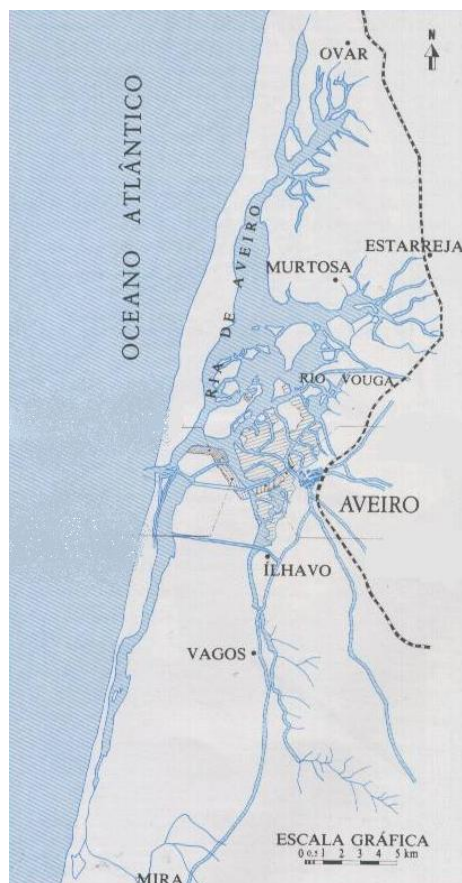 N
OVAR
OCEANO ATLÂNTICO
RIA DE AVEIRO
ESTARREJA
MURTOSA
RIO VOUGA
AVEIRO
ÍLHAVO
VAGOS
ESCALA GRÁFICA
0 0,5 1 2 3 4 5 km
MIRA